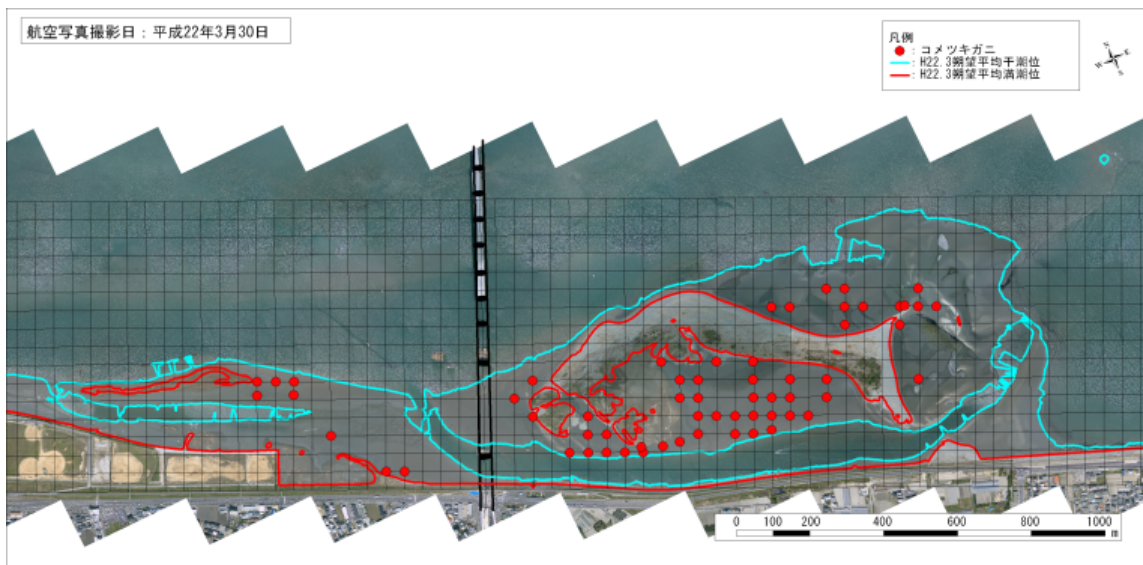 航空写真撮影日：平成22年3月30日
凡例
：コメツキガニ
：H22.3朔望平均干潮位
：H22.3朔望平均満潮位
N
E
W
S
0 100 200 400 600 800 1000
m